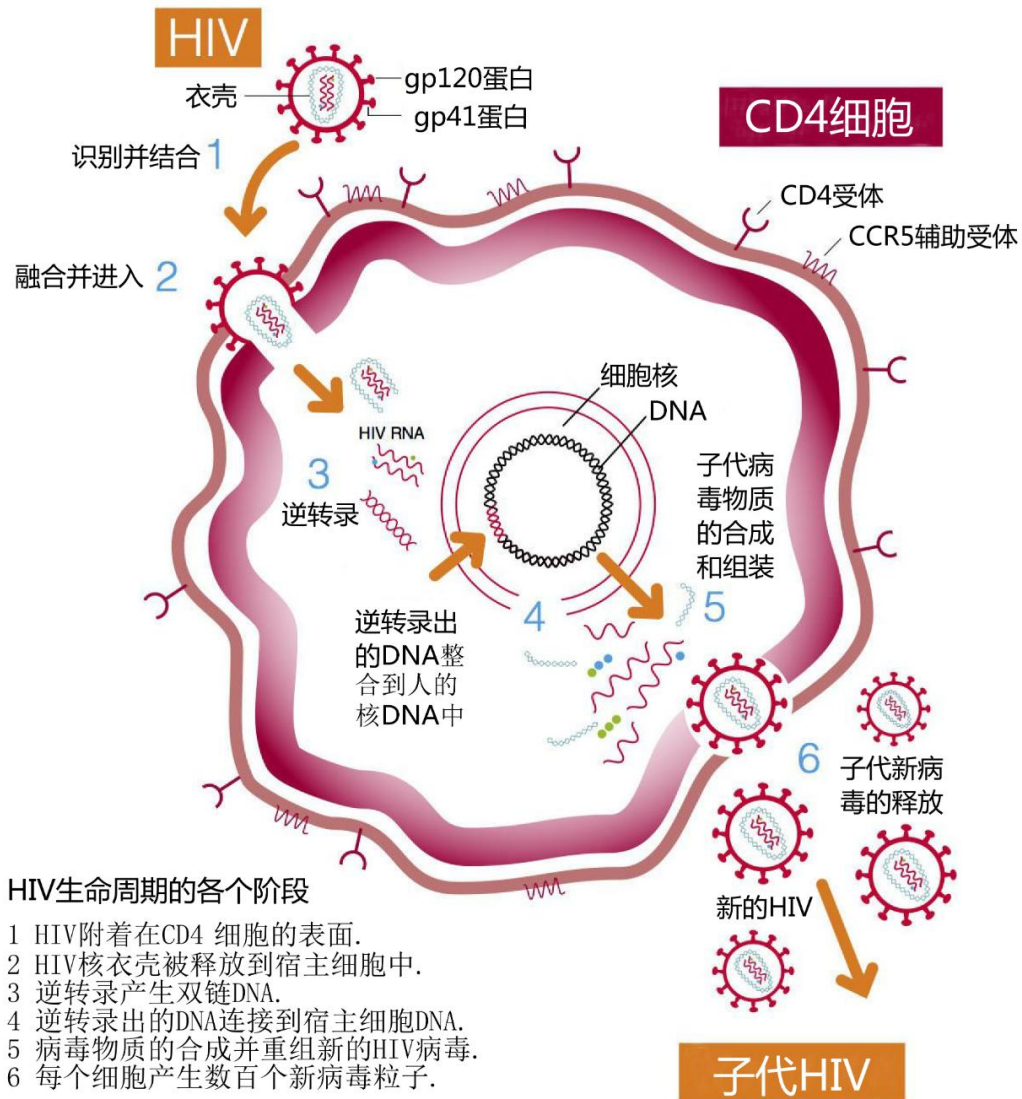 HIV
衣壳
gp120蛋白
gp41蛋白
CD4细胞
识别并结合 1
CD4受体
CCR5辅助受体
融合并进入 2
细胞核
DNA
HIV RNA
3
逆转录
子代病
毒物质
的合成
和组装
4
5
逆转录出
的DNA整
合到人的
核DNA中
6
子代新病
毒的释放
新的HIV
HIV生命周期的各个阶段
1 HIV附着在CD4 细胞的表面.
2 HIV核衣壳被释放到宿主细胞中.
3 逆转录产生双链DNA.
4 逆转录出的DNA连接到宿主细胞DNA.
5 病毒物质的合成并重组新的HIV病毒.
6 每个细胞产生数百个新病毒粒子.
子代HIV